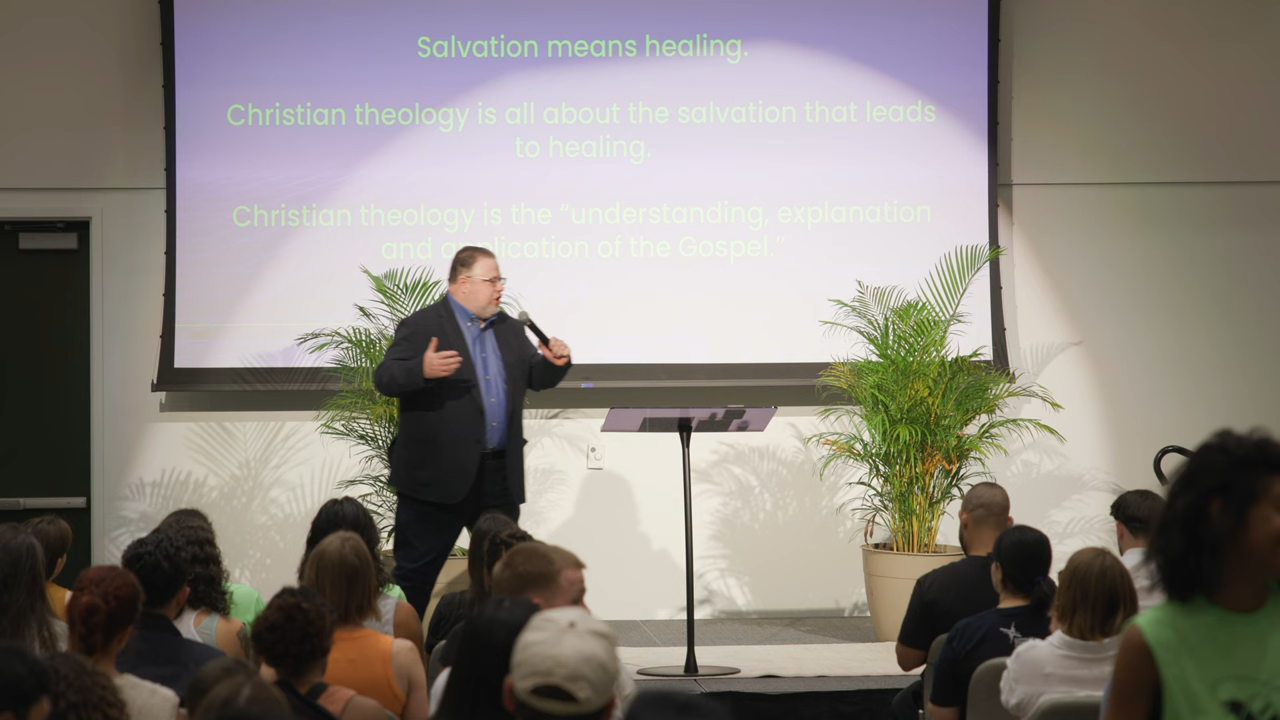 Salvation means healing.
Christian theology is all about the salvation that leads
to healing.
Christian theology is the “understanding, explanation
and application of the Gospel.”